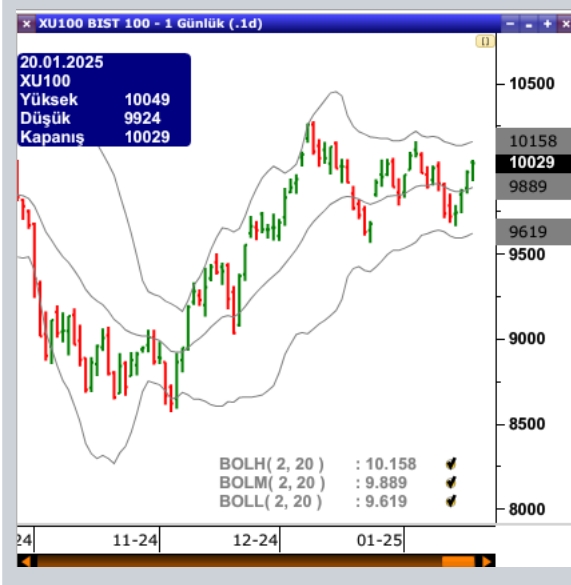 XU100 BIST 100 - 1 Günlük (.1d)
20.01.2025
XU100
Yüksek 10049
Düşük 9924
Kapanış 10029
10500
10158
10029
9889
9619
9500
9000
8500
8000
BOLH( 2, 20 ) : 10.158
BOLM( 2, 20 ) : 9.889
BOLL( 2, 20 ) : 9.619
24 11-24 12-24 01-25